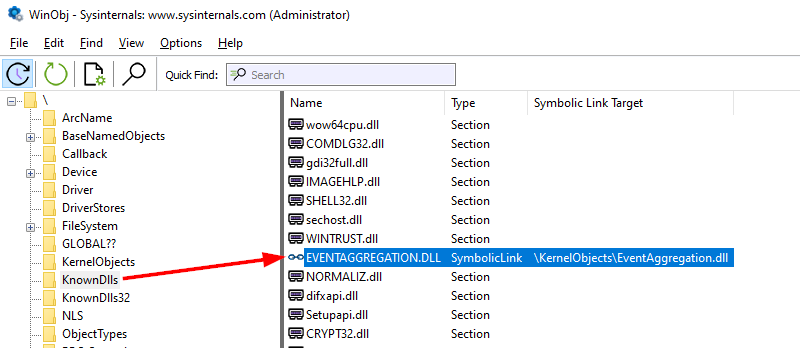 WinObj - Sysinternals: www.sysinternals.com (Administrator)
File Edit Find View Options Help
Quick Find: Search
\
ArcName
BaseNamedObjects
Callback
Device
Driver
DriverStores
FileSystem
GLOBAL??
KernelObjects
KnownDlls
KnownDlls32
NLS
ObjectTypes
Name Type Symbolic Link Target
wow64cpu.dll Section
COMDLG32.dll Section
gdi32full.dll Section
IMAGEHLP.dll Section
SHELL32.dll Section
sechost.dll Section
WINTRUST.dll Section
EVENTAGGREGATION.DLL SymbolicLink \KernelObjects\EventAggregation.dll
NORMALIZ.dll Section
difxapi.dll Section
Setupapi.dll Section
CRYPT32.dll Section